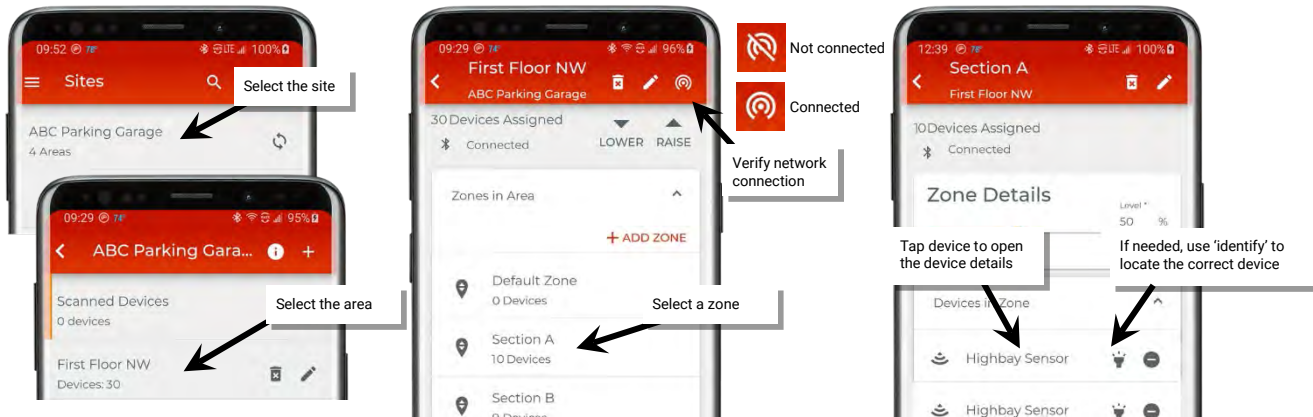 09:52 78° LTE 100%
Sites
Select the site
ABC Parking Garage
4 Areas
09:29 74° 95%
ABC Parking Gara...
Scanned Devices
0 devices
Select the area
First Floor NW
Devices: 30
09:29 74° 96%
First Floor NW
ABC Parking Garage
30 Devices Assigned
Connected
LOWER RAISE
Zones in Area
+ ADD ZONE
Default Zone
0 Devices
Select a zone
Section A
10 Devices
Section B
0 Devices
Not connected
Connected
Verify network
connection
12:39 78° LTE 100%
Section A
First Floor NW
10 Devices Assigned
Connected
Zone Details
Level *
50 %
Tap device to open
the device details
If needed, use ‘identify’ to
locate the correct device
Devices in Zone
Highbay Sensor
Highbay Sensor